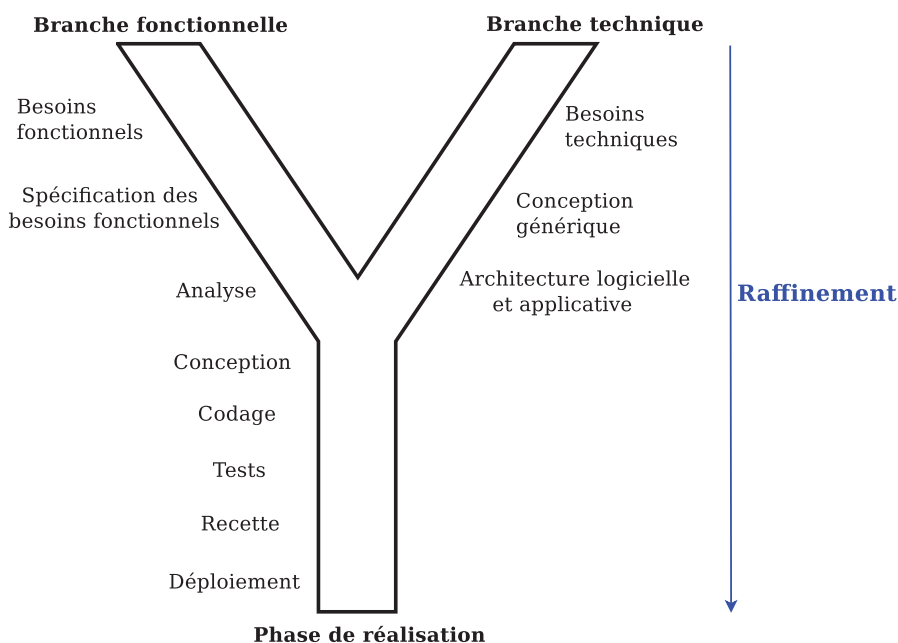 Branche fonctionnelle
Branche technique
Besoins
fonctionnels
Besoins
techniques
Spécification des
besoins fonctionnels
Conception
générique
Analyse
Architecture logicielle
et applicative
Raffinement
Conception
Codage
Tests
Recette
Déploiement
Phase de réalisation